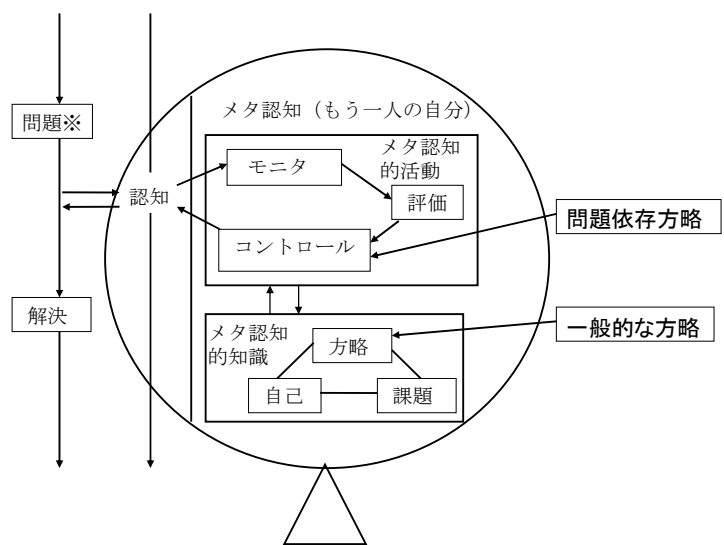 メタ認知（もう一人の自分）
問題※
モニタ
メタ認知
的活動
認知
評価
問題依存方略
コントロール
解決
メタ認知
的知識
方略
一般的な方略
自己
課題